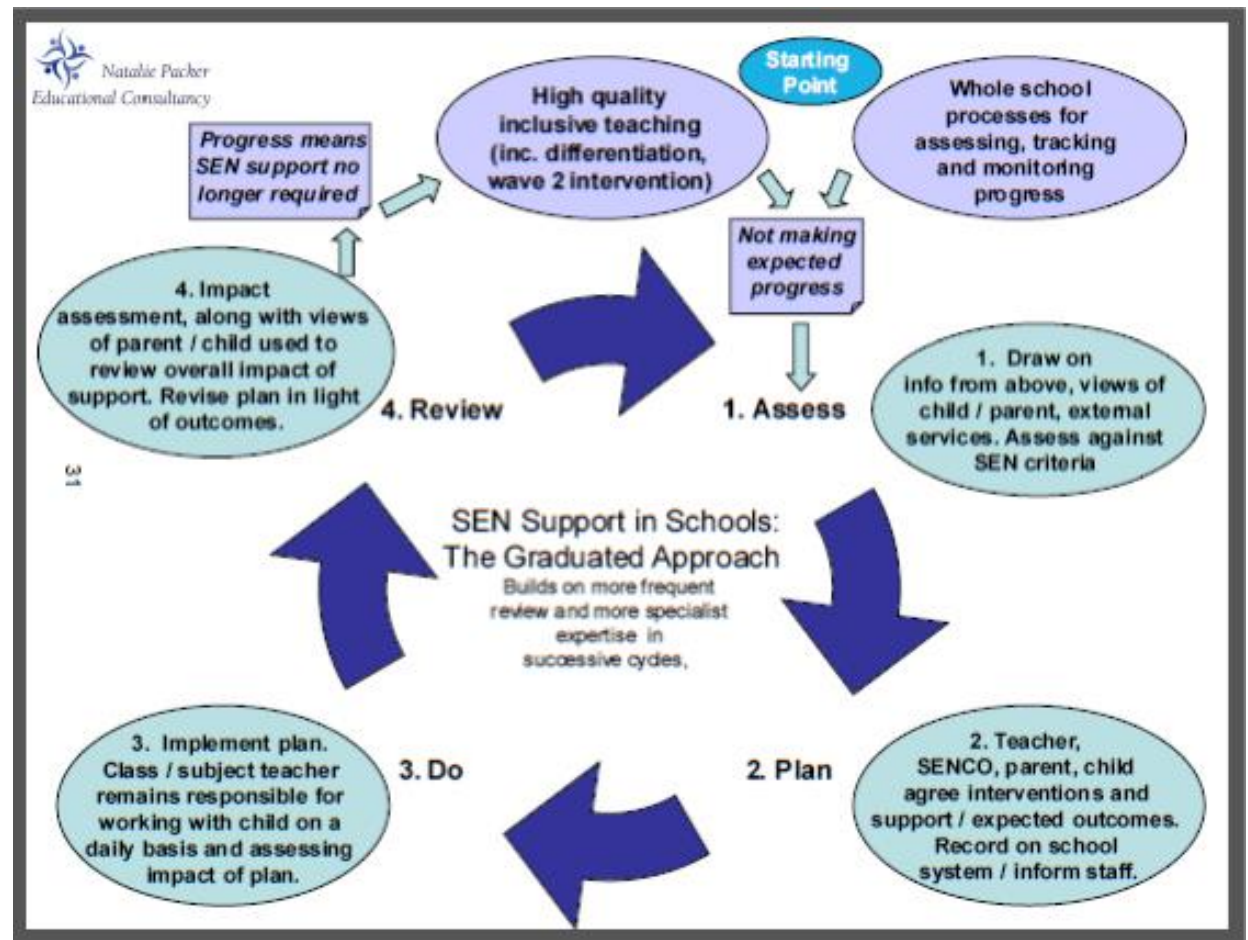 Natalie Packer
Educational Consultancy
Starting
Point
High quality
inclusive teaching
(inc. differentiation,
wave 2 intervention)
Whole school
processes for
assessing, tracking
and monitoring
progress
Progress means
SEN support no
longer required
Not making
expected
progress
4. Impact
assessment, along with views
of parent / child used to
review overall impact of
support. Revise plan in light
of outcomes.
4. Review
1. Assess
1. Draw on
info from above, views of
child / parent, external
services. Assess against
SEN criteria
31
SEN Support in Schools:
The Graduated Approach
Builds on more frequent
review and more specialist
expertise in
successive cycles,
3. Implement plan.
Class / subject teacher
remains responsible for
working with child on a
daily basis and assessing
impact of plan.
3. Do
2. Plan
2. Teacher,
SENCO, parent, child
agree interventions and
support / expected outcomes.
Record on school
system / inform staff.